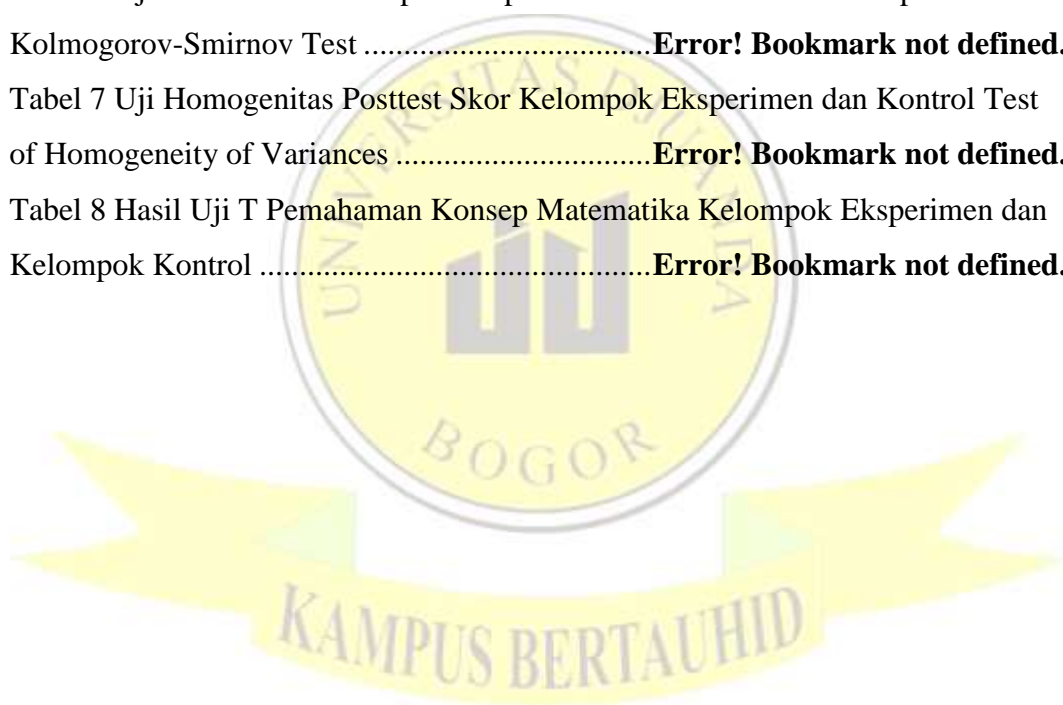 Kolmogorov-Smirnov Test ....................................Error! Bookmark not defined.
Tabel 7 Uji Homogenitas Posttest Skor Kelompok Eksperimen dan Kontrol Test
of Homogeneity of Variances ................................Error! Bookmark not defined.
Tabel 8 Hasil Uji T Pemahaman Konsep Matematika Kelompok Eksperimen dan
Kelompok Kontrol .................................................Error! Bookmark not defined.
UNIVERSITAS DJUANDA
BOGOR
KAMPUS BERTAUHID